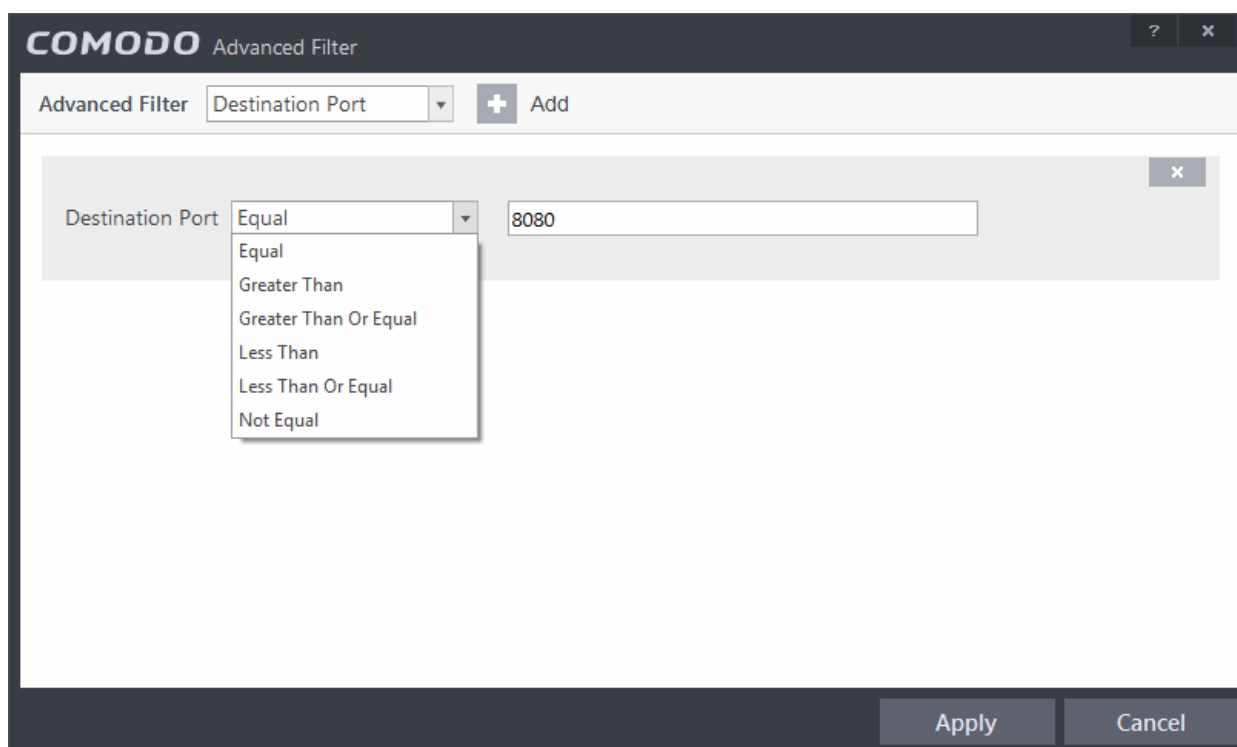 COMODO Advanced Filter ? ×
Advanced Filter Destination Port + Add
×
Destination Port Equal 8080
Equal
Greater Than
Greater Than Or Equal
Less Than
Less Than Or Equal
Not Equal
Apply Cancel